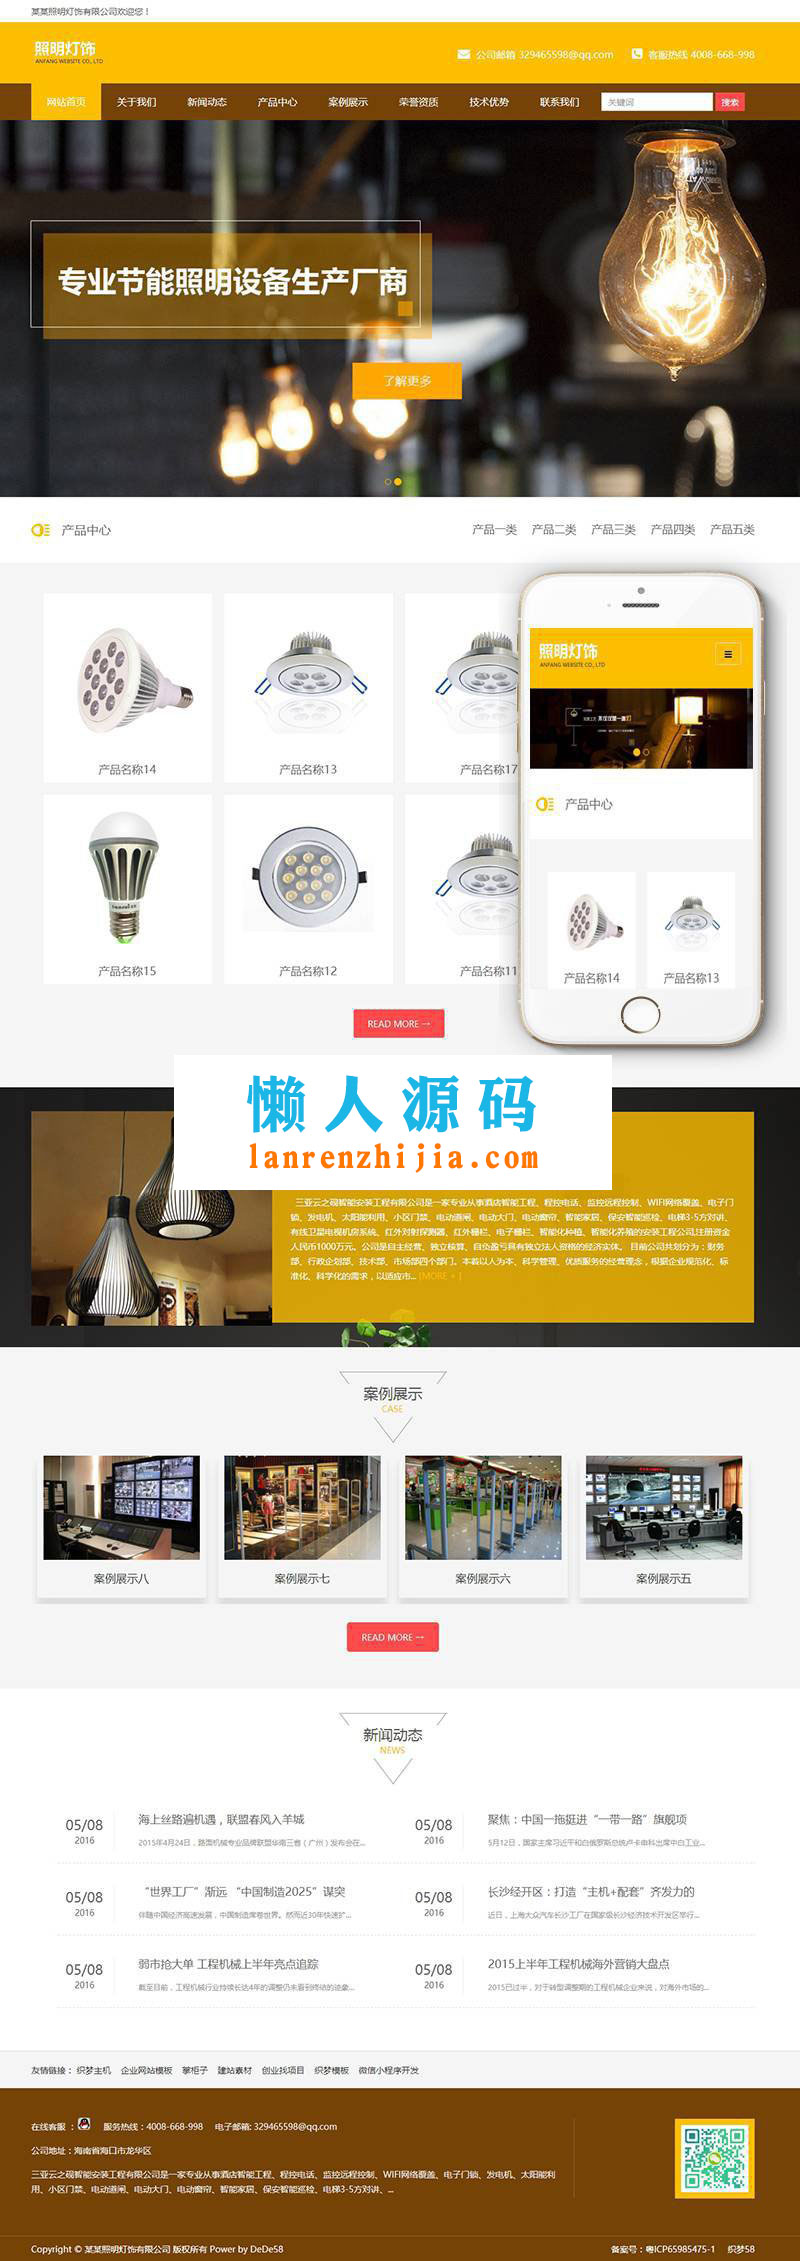 某某照明灯饰有限公司欢迎您！
照明灯饰
ANFANG WEBSITE CO., LTD
公司邮箱 329465598@qq.com
客服热线 4008-668-998
网站首页 关于我们 新闻动态 产品中心 案例展示 荣誉资质 技术优势 联系我们 关键词 搜索
专业节能照明设备生产厂商
了解更多
产品中心
产品一类 产品二类 产品三类 产品四类 产品五类
产品名称14 产品名称13 产品名称17
产品名称15 产品名称12 产品名称11
READ MORE →
照明灯饰
ANFANG WEBSITE CO., LTD
产品中心
产品名称14 产品名称13
懒人源码
lanrenzhijia.com
三亚云之砚智能安装工程有限公司是一家专业从事酒店智能工程、程控电话、监控远程控制、WIFI网络覆盖、电子门
锁、发电机、太阳能利用、小区门禁、电动道闸、电动大门、电动窗帘、智能家居、保安智能巡检、电梯3-5方对讲、
有线卫星电视机房系统、红外对射探测器、红外栅栏、电子栅栏、智能化种植、智能化养殖的安装工程公司,注册资金
人民币1000万元。公司是自主经营、独立核算、自负盈亏具有独立法人资格的经济实体。 目前公司共划分为：财务
部、行政企划部、技术部、市场部四个部门。本着以人为本、科学管理、优质服务的经营理念，根据企业规范化、标
准化、科学化的需求，以适应市... [MORE + ]
案例展示
CASE
案例展示八 案例展示七 案例展示六 案例展示五
READ MORE →
新闻动态
NEWS
05/08
2016
海上丝路遍机遇，联盟春风入羊城
2015年4月24日，路面机械专业品牌联盟华南三省（广州）发布会在...
05/08
2016
聚焦：中国一拖挺进“一带一路”旗舰项
5月12日，国家主席习近平和白俄罗斯总统卢卡申科出席中白工业...
05/08
2016
“世界工厂”渐远 “中国制造2025”谋突
伴随中国经济高速发展，中国制造席卷世界。然而近30年快速扩...
05/08
2016
长沙经开区：打造“主机+配套”齐发力的
近日，上海大众汽车长沙工厂在国家级长沙经济技术开发区举行...
05/08
2016
弱市抢大单 工程机械上半年亮点追踪
截至目前，工程机械行业持续长达4年的调整仍未看到终结的迹象...
05/08
2016
2015上半年工程机械海外营销大盘点
2015已过半，对于转型调整期的工程机械企业来说，对海外市场的...
友情链接： 织梦主机 企业网站模板 掌柜子 建站素材 创业找项目 织梦模板 微信小程序开发
在线客服： 服务热线：4008-668-998 电子邮箱: 329465598@qq.com
公司地址：海南省海口市龙华区
三亚云之砚智能安装工程有限公司是一家专业从事酒店智能工程、程控电话、监控远程控制、WIFI网络覆盖、电子门锁、发电机、太阳能利
用、小区门禁、电动道闸、电动大门、电动窗帘、智能家居、保安智能巡检、电梯3-5方对讲、...
Copyright © 某某照明灯饰有限公司 版权所有 Power by DeDe58
备案号：粤ICP65985475-1 织梦58